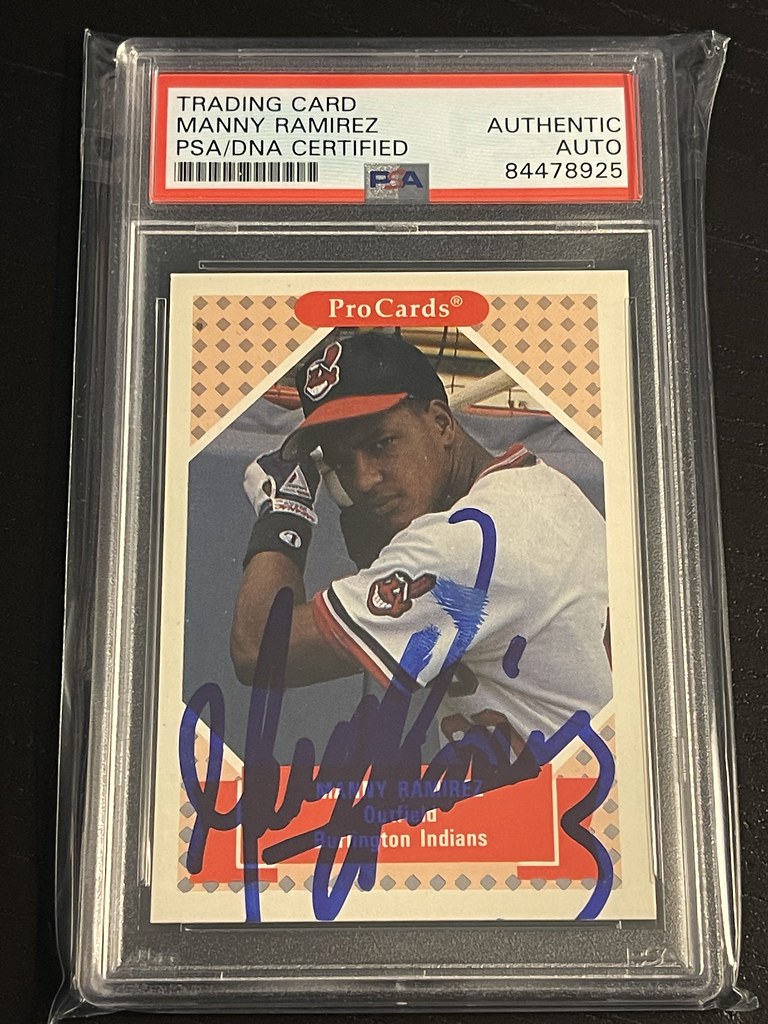 TRADING CARD
MANNY RAMIREZ AUTHENTIC
PSA/DNA CERTIFIED AUTO
PSA 84478925
ProCards®
MANNY RAMIREZ
Outfield
Burlington Indians